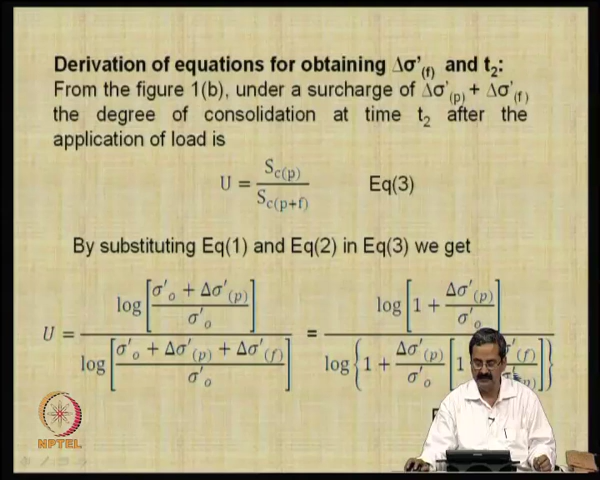 Derivation of equations for obtaining Δσ'(f) and t2:
From the figure 1(b), under a surcharge of Δσ'(p) + Δσ'(f)
the degree of consolidation at time t2 after the
application of load is
U = Sc(p) / Sc(p+f) Eq(3)
By substituting Eq(1) and Eq(2) in Eq(3) we get
U = log[(σ'o + Δσ'(p)) / σ'o] / log[(σ'o + Δσ'(p) + Δσ'(f)) / σ'o] = log[1 + Δσ'(p) / σ'o] / log{1 + Δσ'(p) / σ'o [1 σ'(f) / (p)]}
NPTEL